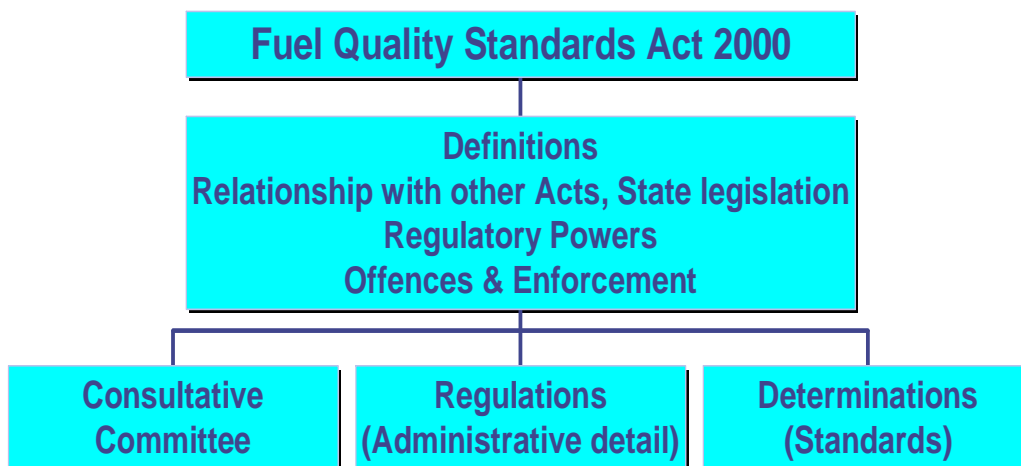 Fuel Quality Standards Act 2000
Definitions
Relationship with other Acts, State legislation
Regulatory Powers
Offences & Enforcement
Consultative
Committee
Regulations
(Administrative detail)
Determinations
(Standards)